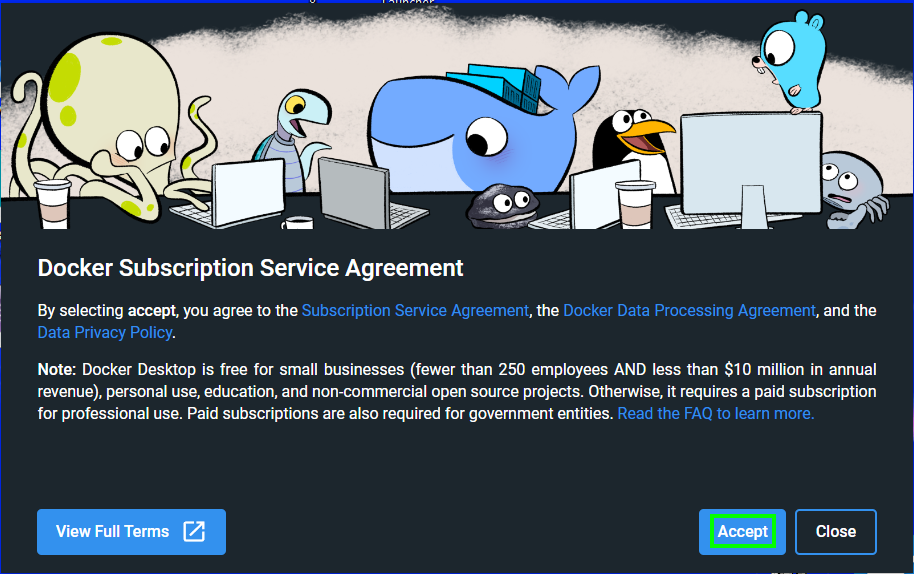 Launcher
Docker Subscription Service Agreement
By selecting accept, you agree to the Subscription Service Agreement, the Docker Data Processing Agreement, and the
Data Privacy Policy.
Note: Docker Desktop is free for small businesses (fewer than 250 employees AND less than $10 million in annual
revenue), personal use, education, and non-commercial open source projects. Otherwise, it requires a paid subscription
for professional use. Paid subscriptions are also required for government entities. Read the FAQ to learn more.
View Full Terms
Accept
Close